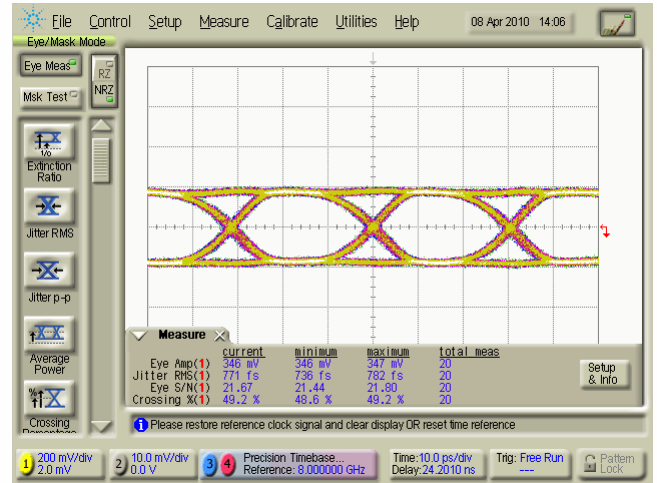 File Control Setup Measure Calibrate Utilities Help 08 Apr 2010 14:06
Eye/Mask Mode
Eye Meas
RZ
NRZ
Msk Test
1/0
Extinction
Ratio
Jitter RMS
Jitter p-p
Average
Power
%
Crossing
Percentage
Measure
current minimum maximum total meas
Eye Amp(1) 346 mV 346 mV 347 mV 20
Jitter RMS(1) 771 fs 736 fs 782 fs 20
Eye S/N(1) 21.67 21.44 21.80 20
Crossing %(1) 49.2 % 48.6 % 49.2 % 20
Setup
& Info
Please restore reference clock signal and clear display OR reset time reference
1 200 mV/div
2.0 mV
2 10.0 mV/div
0.0 V
3 4 Precision Timebase...
Reference: 8.000000 GHz
Time:10.0 ps/div
Delay:24.2010 ns
Trig: Free Run
---
Pattern
Lock